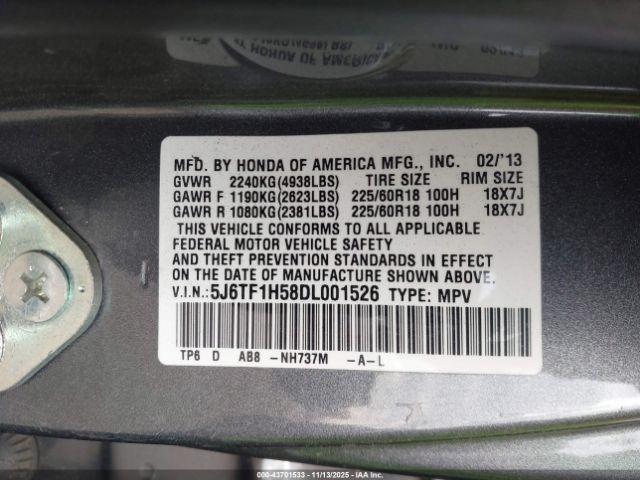 MFD. BY HONDA OF AMERICA MFG., INC. 02/'13
GVWR 2240KG(4938LBS) TIRE SIZE RIM SIZE
GAWR F 1190KG(2623LBS) 225/60R18 100H 18X7J
GAWR R 1080KG(2381LBS) 225/60R18 100H 18X7J
THIS VEHICLE CONFORMS TO ALL APPLICABLE
FEDERAL MOTOR VEHICLE SAFETY
AND THEFT PREVENTION STANDARDS IN EFFECT
ON THE DATE OF MANUFACTURE SHOWN ABOVE.
V.I.N.:5J6TF1H58DL001526 TYPE: MPV
TP6 D AB8 -NH737M -A-L
© 43701533 - 11/13/2025 - IAAI.COM